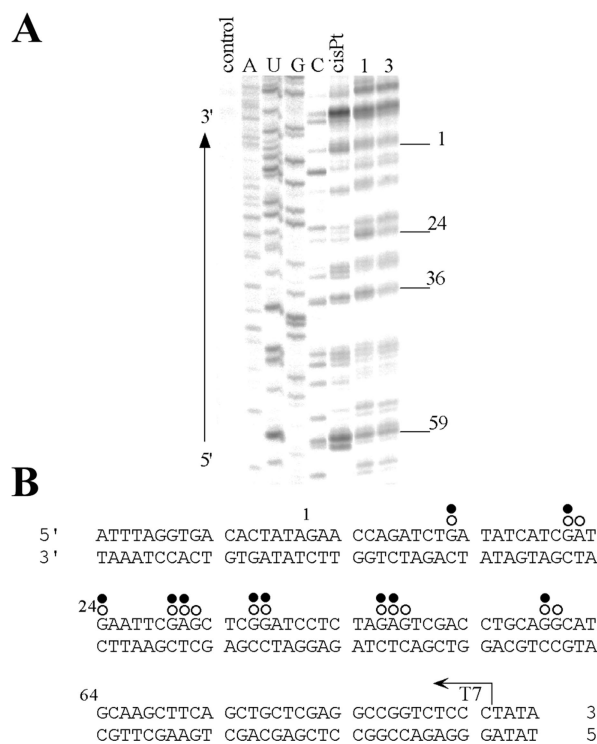 A
control A U G C cisPt 1 3
3'
1
24
36
59
5'
B
1
5' ATTTAGGTGA CACTATAGAA CCAGATCTGA TATCATCGAT
3' TAAATCCACT GTGATATCTT GGTCTAGACT ATAGTAGCTA
24
GAATTCGAGC TCGGATCCTC TAGAGTCGAC CTGCAGGCAT
CTTAAGCTCG AGCCTAGGAG ATCTCAGCTG GACGTCCGTA
64
T7
GCAAGCTTCA GCTGCTCGAG GCCGGTCTCC CTATA 3
CGTTCGAAGT CGACGAGCTC CGGCCAGAGG GATAT 5